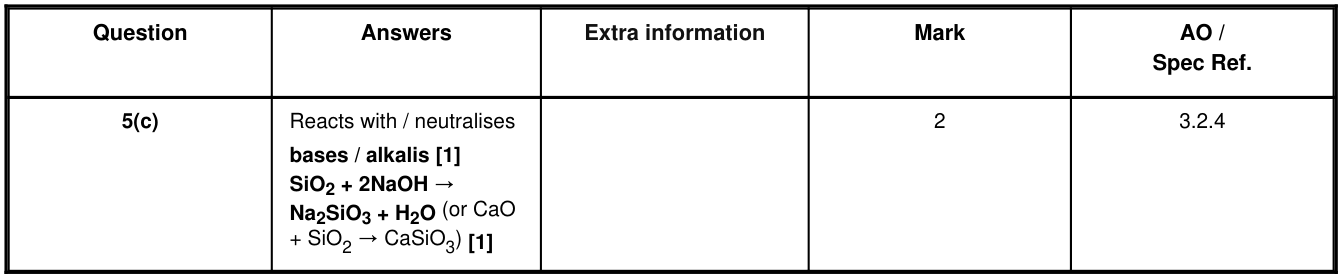 Question Answers Extra information Mark AO /
Spec Ref.
5(c) Reacts with / neutralises 2 3.2.4
bases / alkalis [1]
SiO₂ + 2NaOH →
Na₂SiO₃ + H₂O (or CaO
+ SiO₂ → CaSiO₃) [1]